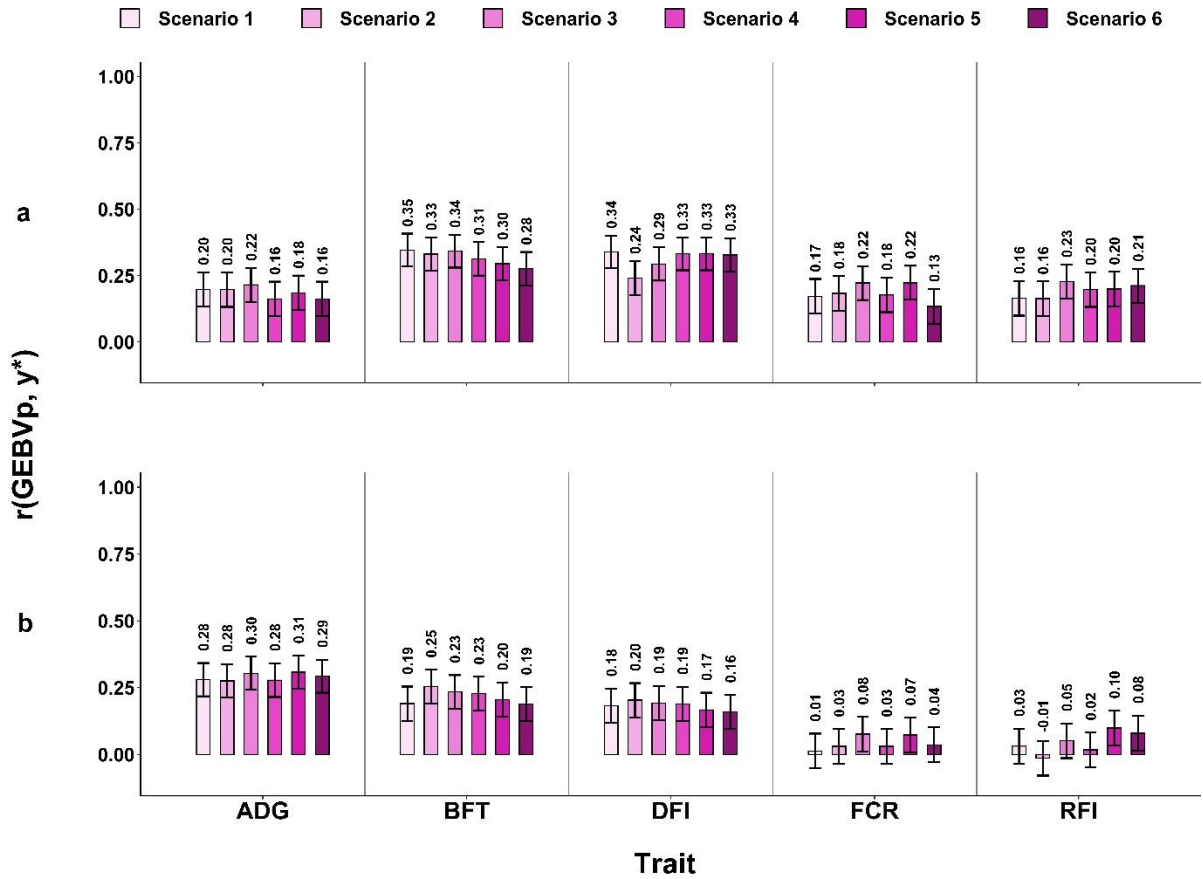 Scenario 1 Scenario 2 Scenario 3 Scenario 4 Scenario 5 Scenario 6
r(GEBVp, y*)
a
1.00
0.75
0.50
0.25
0.00
0.20 0.20 0.22 0.16 0.18 0.16
0.35 0.33 0.34 0.31 0.30 0.28
0.34 0.24 0.29 0.33 0.33 0.33
0.17 0.18 0.22 0.18 0.22 0.13
0.16 0.16 0.23 0.20 0.20 0.21
b
1.00
0.75
0.50
0.25
0.00
0.28 0.28 0.30 0.28 0.31 0.29
0.19 0.25 0.23 0.23 0.20 0.19
0.18 0.20 0.19 0.19 0.17 0.16
0.01 0.03 0.08 0.03 0.07 0.04
0.03 -0.01 0.05 0.02 0.10 0.08
ADG BFT DFI FCR RFI
Trait